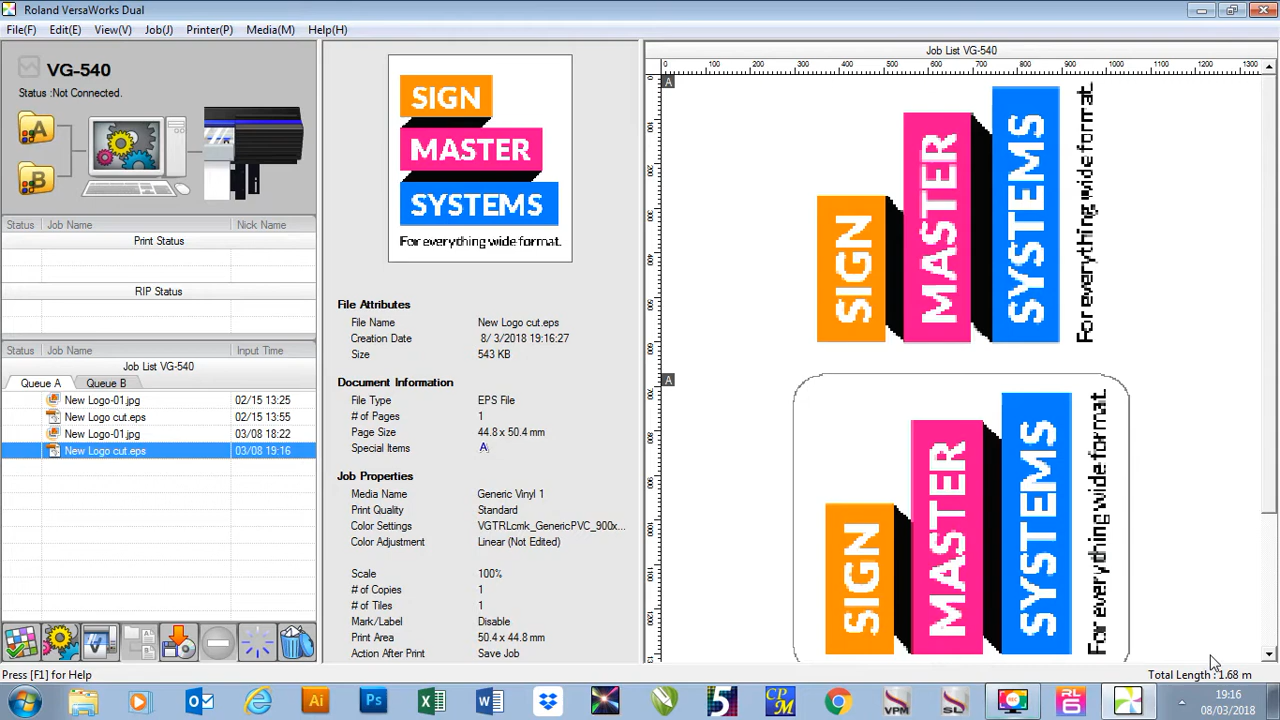 Roland VersaWorks Dual
File(F) Edit(E) View(V) Job(J) Printer(P) Media(M) Help(H)
VG-540
Status :Not Connected.
A
B
Status Job Name Nick Name
Print Status
RIP Status
Status Job Name Input Time
Job List VG-540
Queue A Queue B
New Logo-01.jpg 02/15 13:25
New Logo cut.eps 02/15 13:55
New Logo-01.jpg 03/08 18:22
New Logo cut.eps 03/08 19:16
SIGN
MASTER
SYSTEMS
For everything wide format.
File Attributes
File Name New Logo cut.eps
Creation Date 8/ 3/2018 19:16:27
Size 543 KB
Document Information
File Type EPS File
# of Pages 1
Page Size 44.8 x 50.4 mm
Special Items A
Job Properties
Media Name Generic Vinyl 1
Print Quality Standard
Color Settings VGTRLcmk_GenericPVC_900x...
Color Adjustment Linear (Not Edited)
Scale 100%
# of Copies 1
# of Tiles 1
Mark/Label Disable
Print Area 50.4 x 44.8 mm
Action After Print Save Job
Job List VG-540
0 100 200 300 400 500 600 700 800 900 1000 1100 1200 1300
A
SIGN
MASTER
SYSTEMS
For everything wide format.
A
SIGN
MASTER
SYSTEMS
For everything wide format.
Press [F1] for Help
Total Length : 1.68 m
Ai
Ps
5
CPM
VPM
SL
RL
6
19:16
08/03/2018